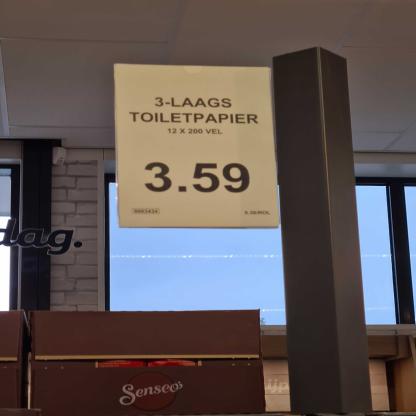 3-LAAGS
TOILETPAPIER
12 X 200 VEL
3.59
dag.
Senseo's